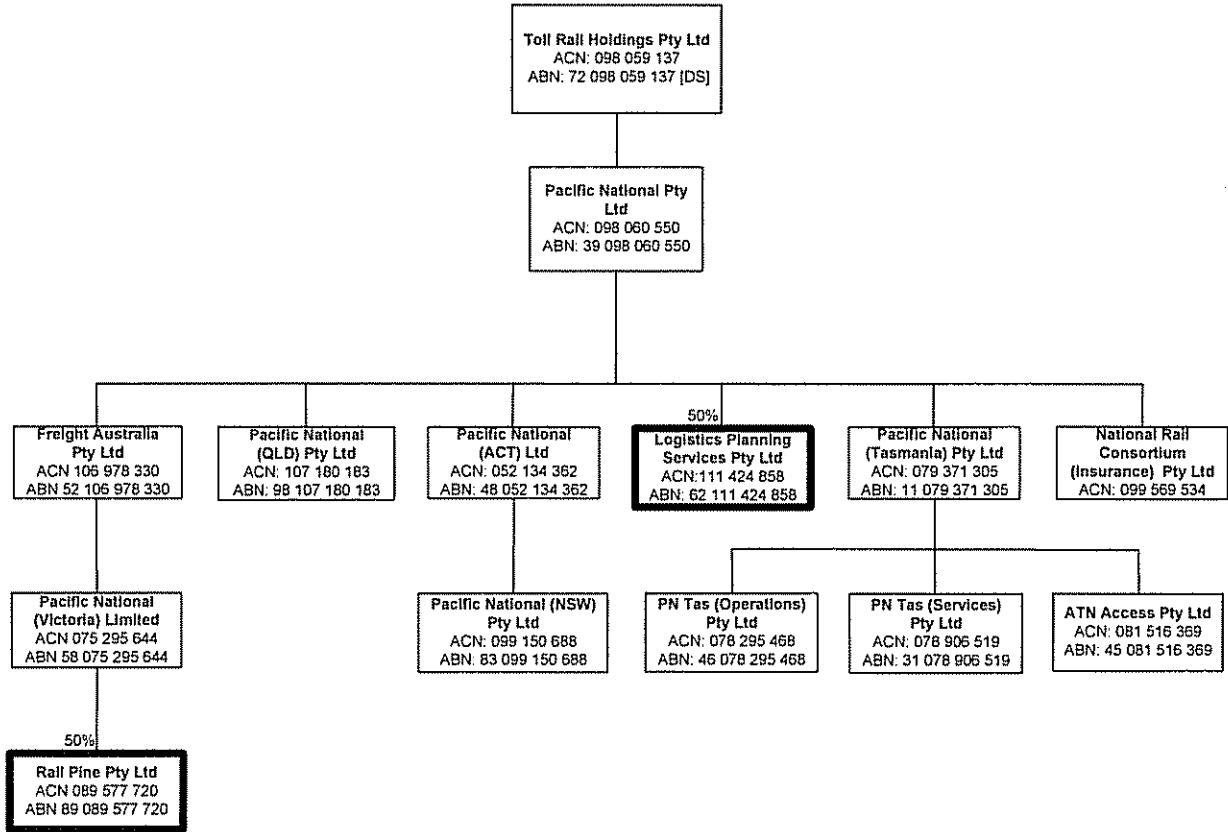 Toll Rail Holdings Pty Ltd
ACN: 098 059 137
ABN: 72 098 059 137 [DS]
Pacific National Pty
Ltd
ACN: 098 060 550
ABN: 39 098 060 550
Freight Australia
Pty Ltd
ACN 106 978 330
ABN 52 106 978 330
Pacific National
(QLD) Pty Ltd
ACN: 107 180 183
ABN: 98 107 180 183
Pacific National
(ACT) Ltd
ACN: 052 134 362
ABN: 48 052 134 362
50%
Logistics Planning
Services Pty Ltd
ACN:111 424 858
ABN: 62 111 424 858
Pacific National
(Tasmania) Pty Ltd
ACN: 079 371 305
ABN: 11 079 371 305
National Rail
Consortium
(Insurance) Pty Ltd
ACN: 099 569 534
Pacific National
(Victoria) Limited
ACN 075 295 644
ABN 58 075 295 644
Pacific National (NSW)
Pty Ltd
ACN: 099 150 688
ABN: 83 099 150 688
PN Tas (Operations)
Pty Ltd
ACN: 078 295 468
ABN: 46 078 295 468
PN Tas (Services)
Pty Ltd
ACN: 078 906 519
ABN: 31 078 906 519
ATN Access Pty Ltd
ACN: 081 516 369
ABN: 45 081 516 369
50%
Rail Pine Pty Ltd
ACN 089 577 720
ABN 89 089 577 720